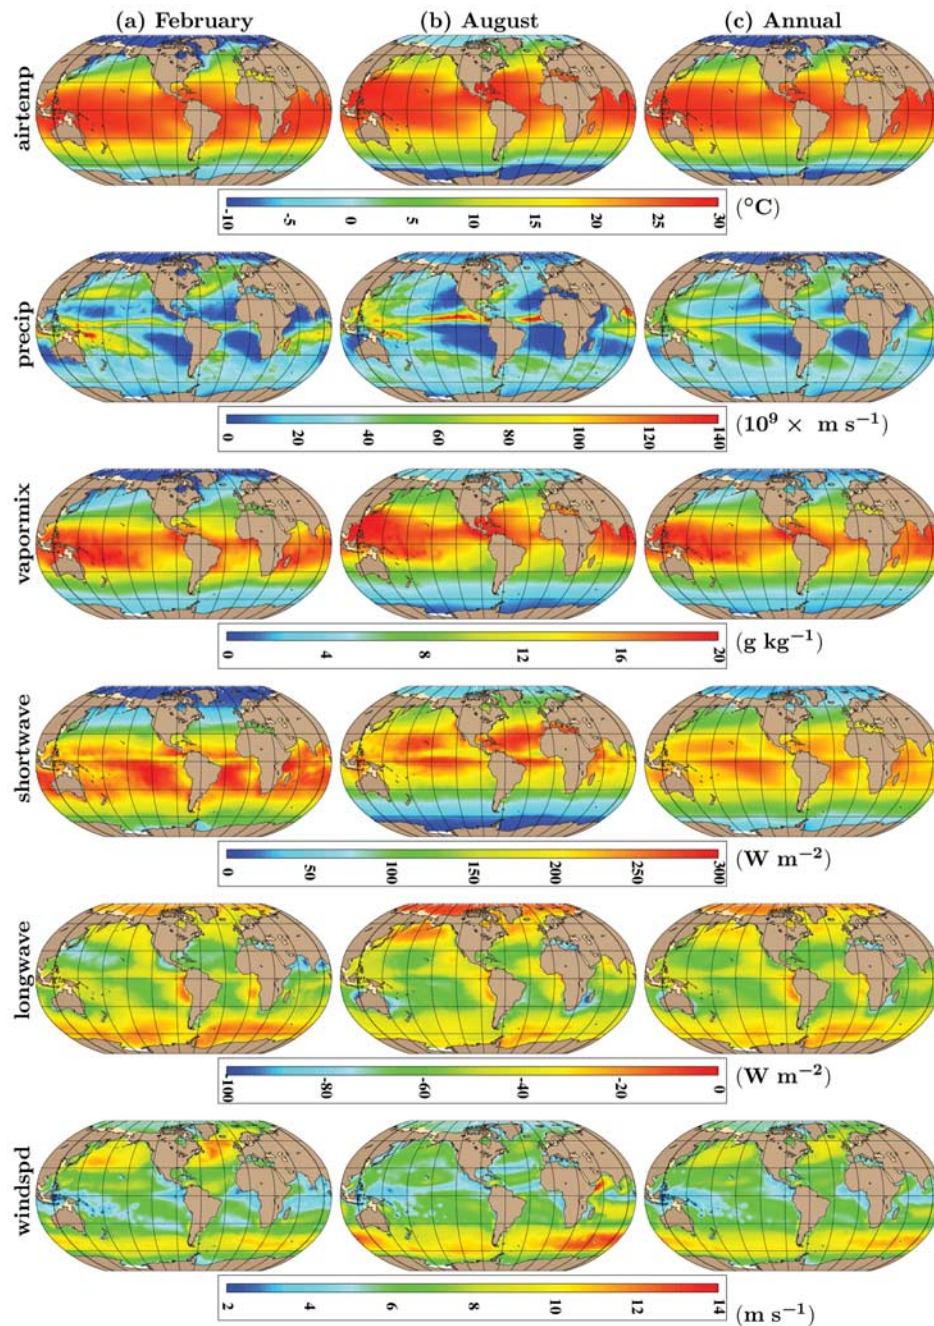 (a) February (b) August (c) Annual
airtemp
-10 -5 0 5 10 15 20 25 30 (°C)
precip
0 20 40 60 80 100 120 140 (10⁹ × m s⁻¹)
vapormix
0 4 8 12 16 20 (g kg⁻¹)
shortwave
0 50 100 150 200 250 300 (W m⁻²)
longwave
-100 -80 -60 -40 -20 0 (W m⁻²)
windspd
2 4 6 8 10 12 14 (m s⁻¹)